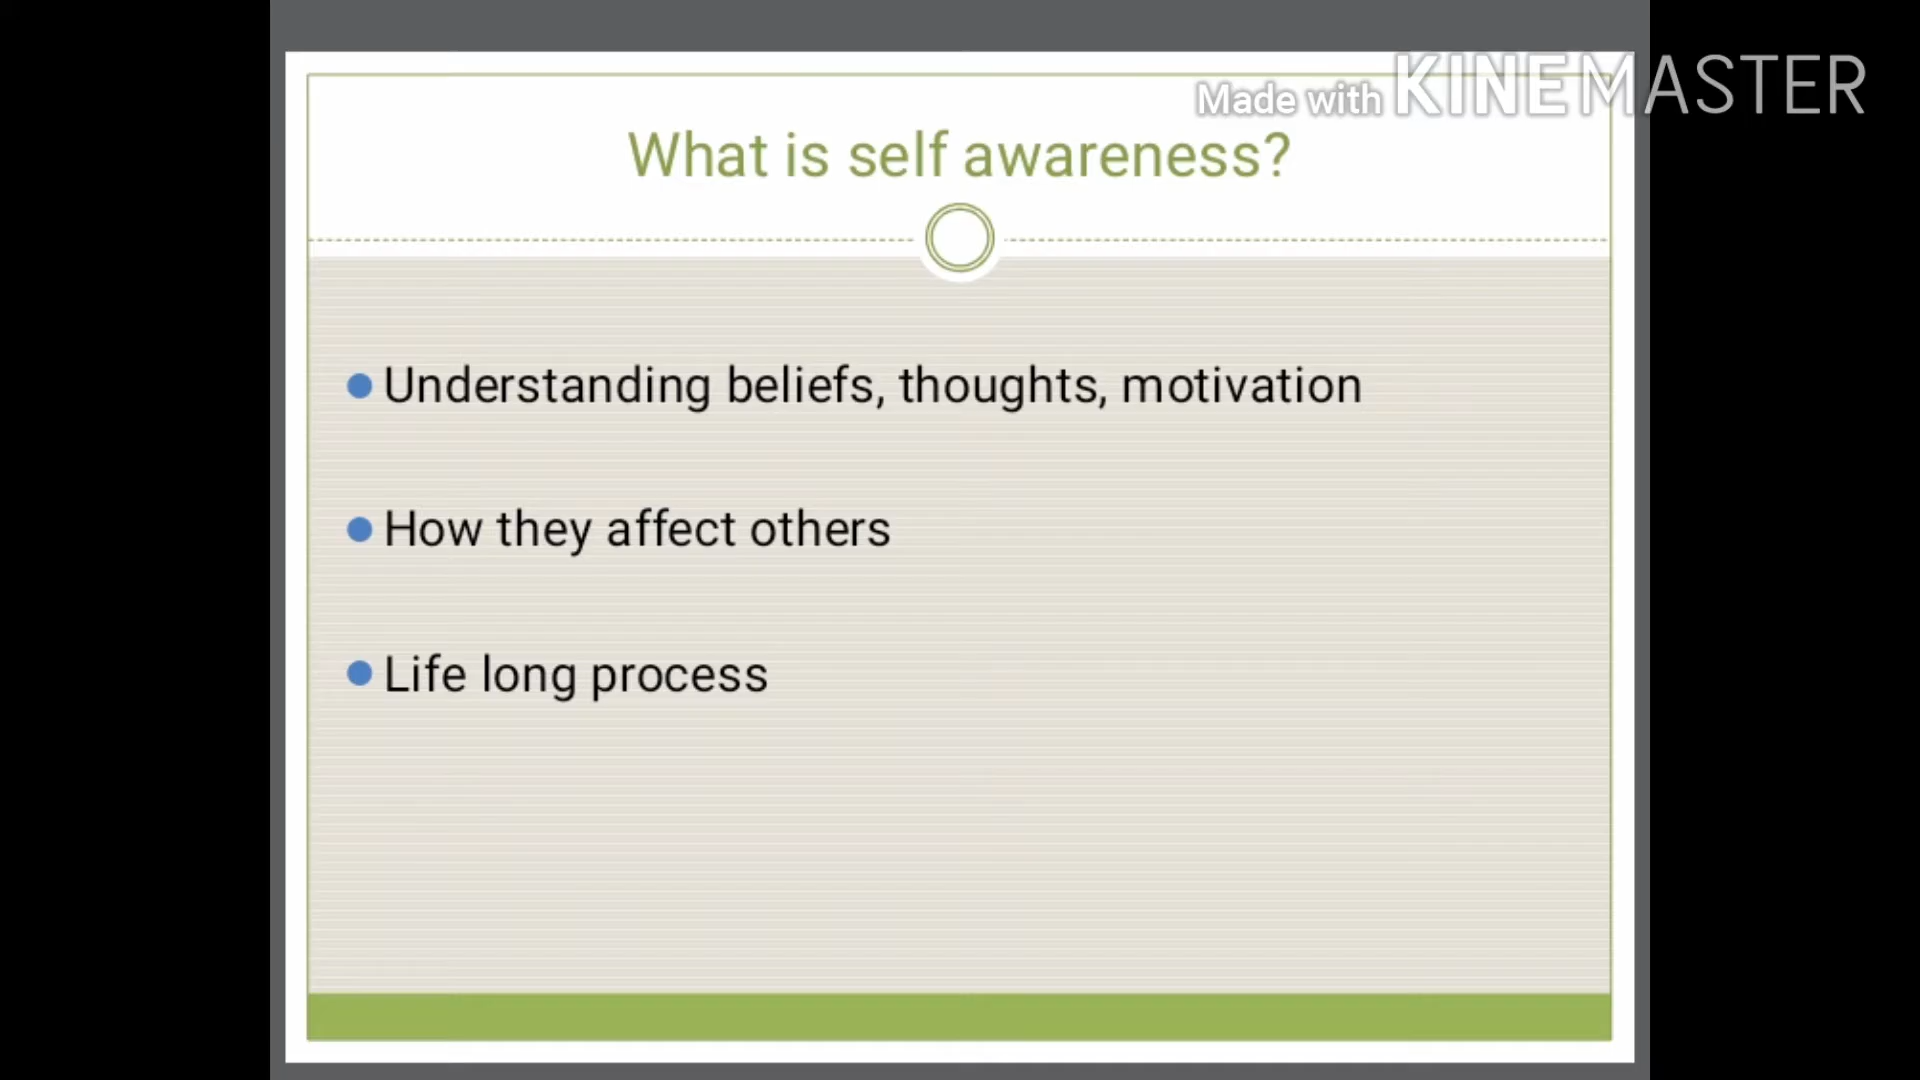 Made with KINEMASTER
What is self awareness?
Understanding beliefs, thoughts, motivation
How they affect others
Life long process